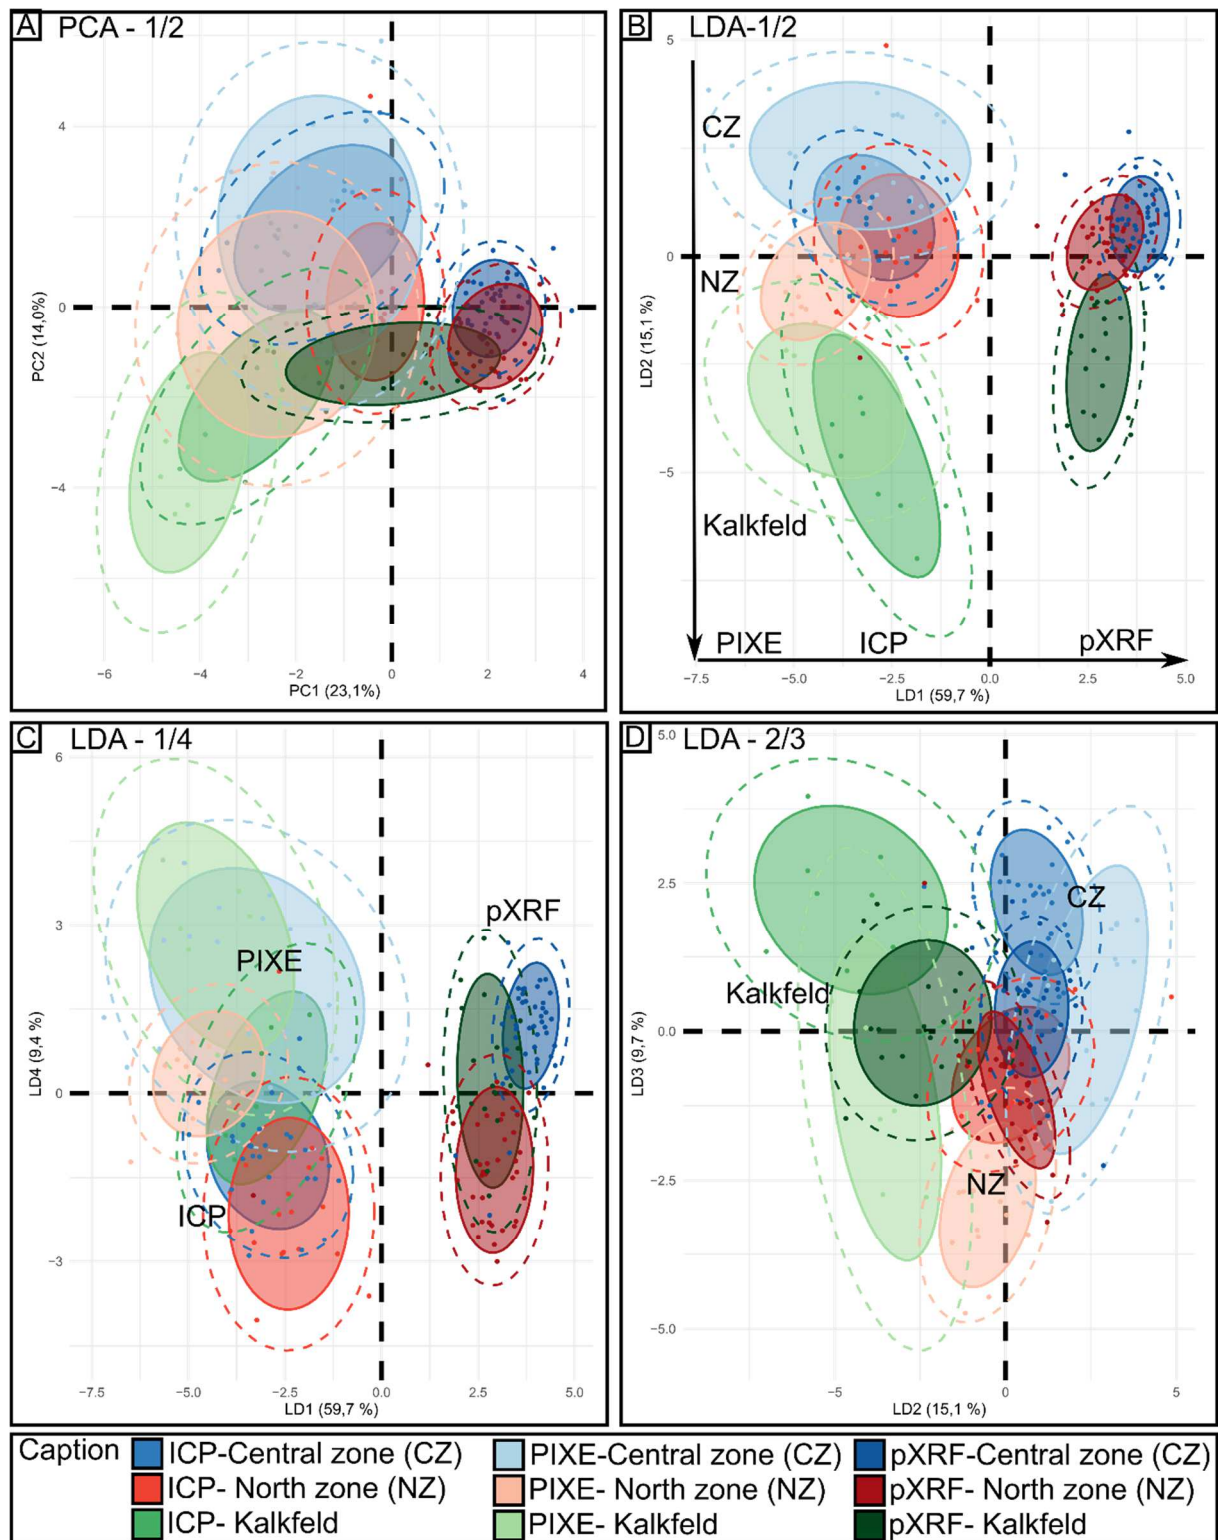 A PCA - 1/2
4
0
−4
−6
−4
−2
0
2
4
PC1 (23,1%)
PC2 (14,0%)
B LDA-1/2
5
0
−5
CZ
NZ
Kalkfeld
PIXE
ICP
pXRF
−7.5
−5.0
−2.5
0.0
2.5
5.0
LD1 (59,7 %)
LD2 (15,1 %)
C LDA - 1/4
6
3
0
−3
pXRF
PIXE
ICP
−7.5
−5.0
−2.5
0.0
2.5
5.0
LD1 (59,7 %)
LD4 (9,4 %)
D LDA - 2/3
5.0
2.5
0.0
−2.5
−5.0
CZ
Kalkfeld
NZ
−5
0
5
LD2 (15,1 %)
LD3 (9,7 %)
Caption
ICP-Central zone (CZ)
PIXE-Central zone (CZ)
pXRF-Central zone (CZ)
ICP- North zone (NZ)
PIXE- North zone (NZ)
pXRF- North zone (NZ)
ICP- Kalkfeld
PIXE- Kalkfeld
pXRF- Kalkfeld